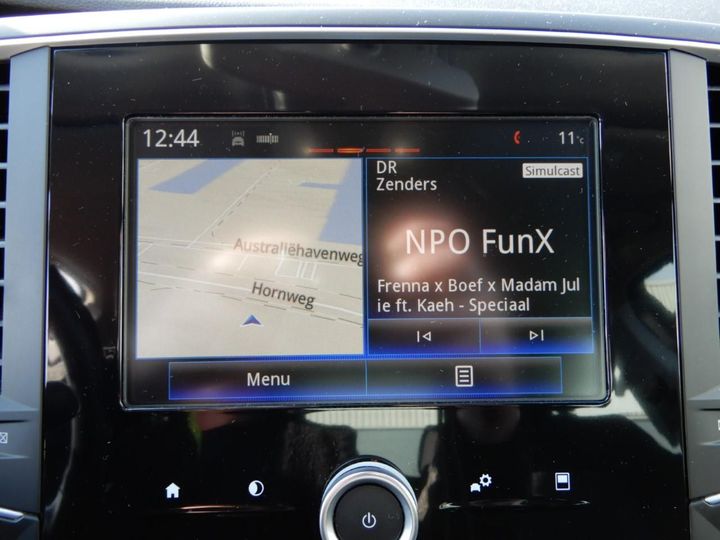 12:44
11°C
Australiëhavenweg
Hornweg
DR
Zenders
Simulcast
NPO FunX
Frenna x Boef x Madam Jul
ie ft. Kaeh - Speciaal
Menu